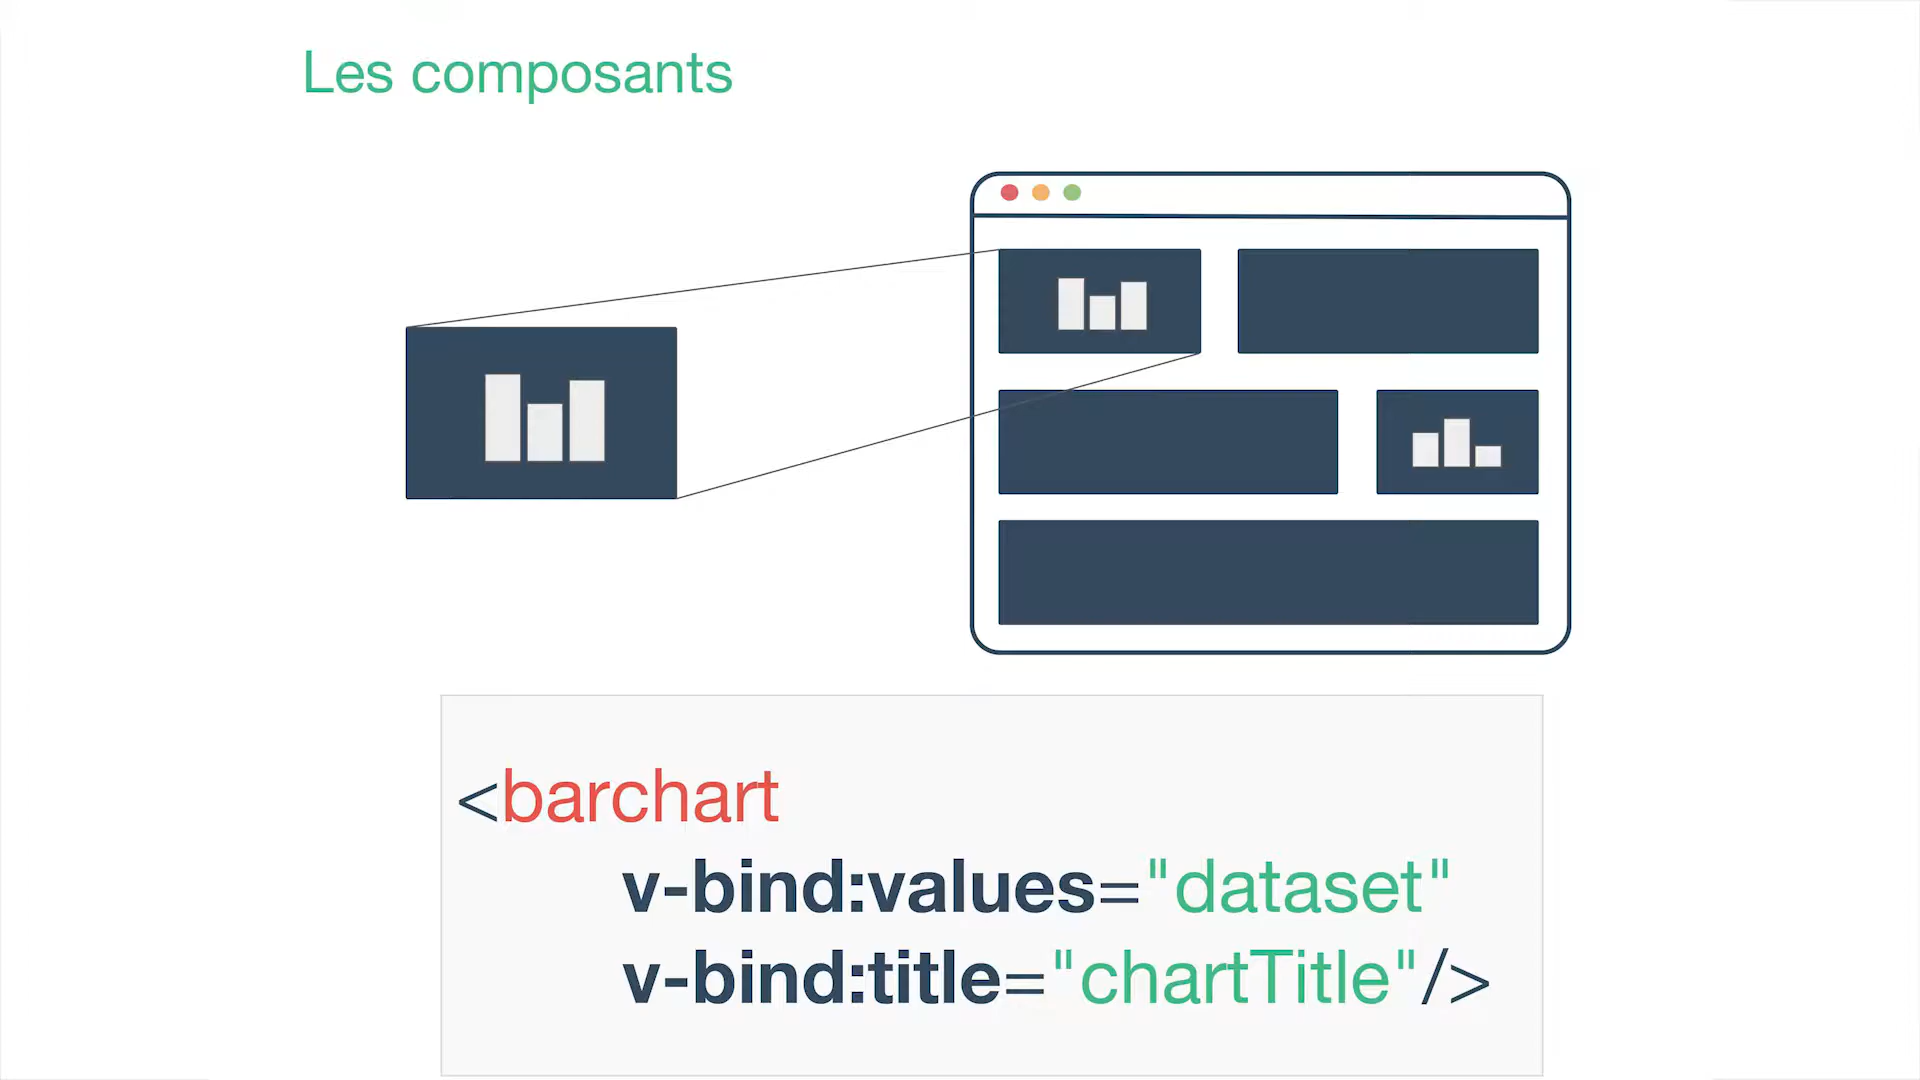 Les composants
<barchart
v-bind:values="dataset"
v-bind:title="chartTitle"/>